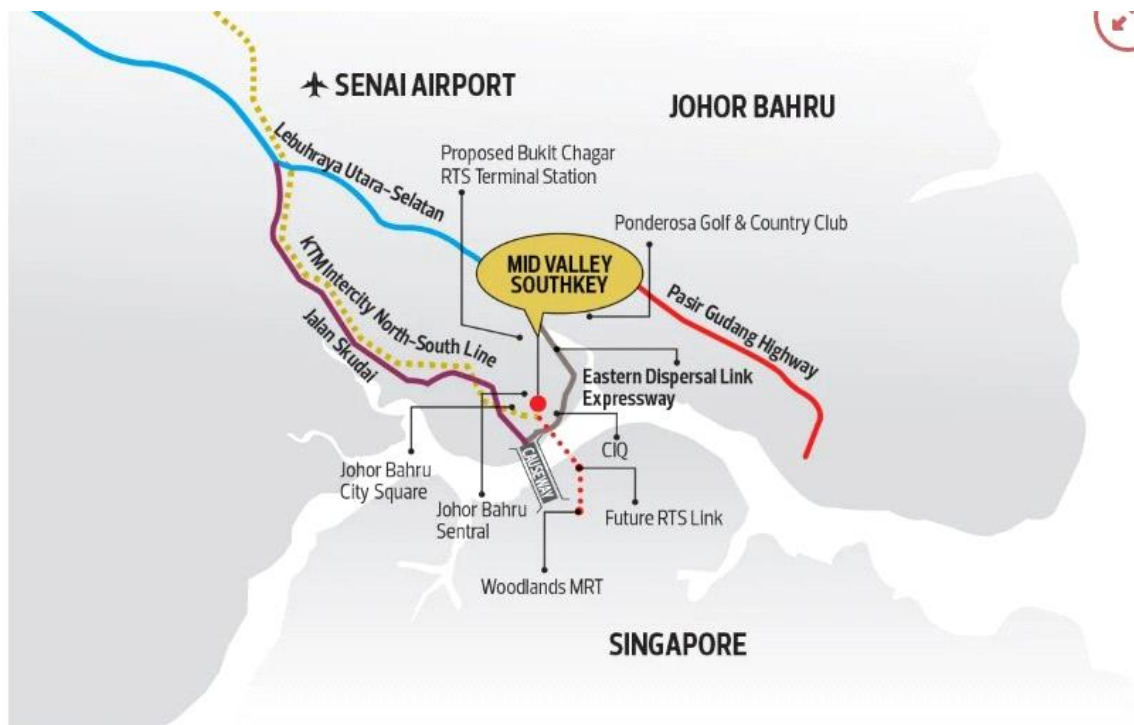 SENAI AIRPORT
JOHOR BAHRU
Lebuhraya Utara-Selatan
Proposed Bukit Chagar
RTS Terminal Station
Ponderosa Golf & Country Club
MID VALLEY
SOUTHKEY
KTM Intercity North-South Line
Jalan Skudai
Pasir Gudang Highway
Eastern Dispersal Link
Expressway
CIQ
CAUSEWAY
Johor Bahru
City Square
Johor Bahru
Sentral
Future RTS Link
Woodlands MRT
SINGAPORE